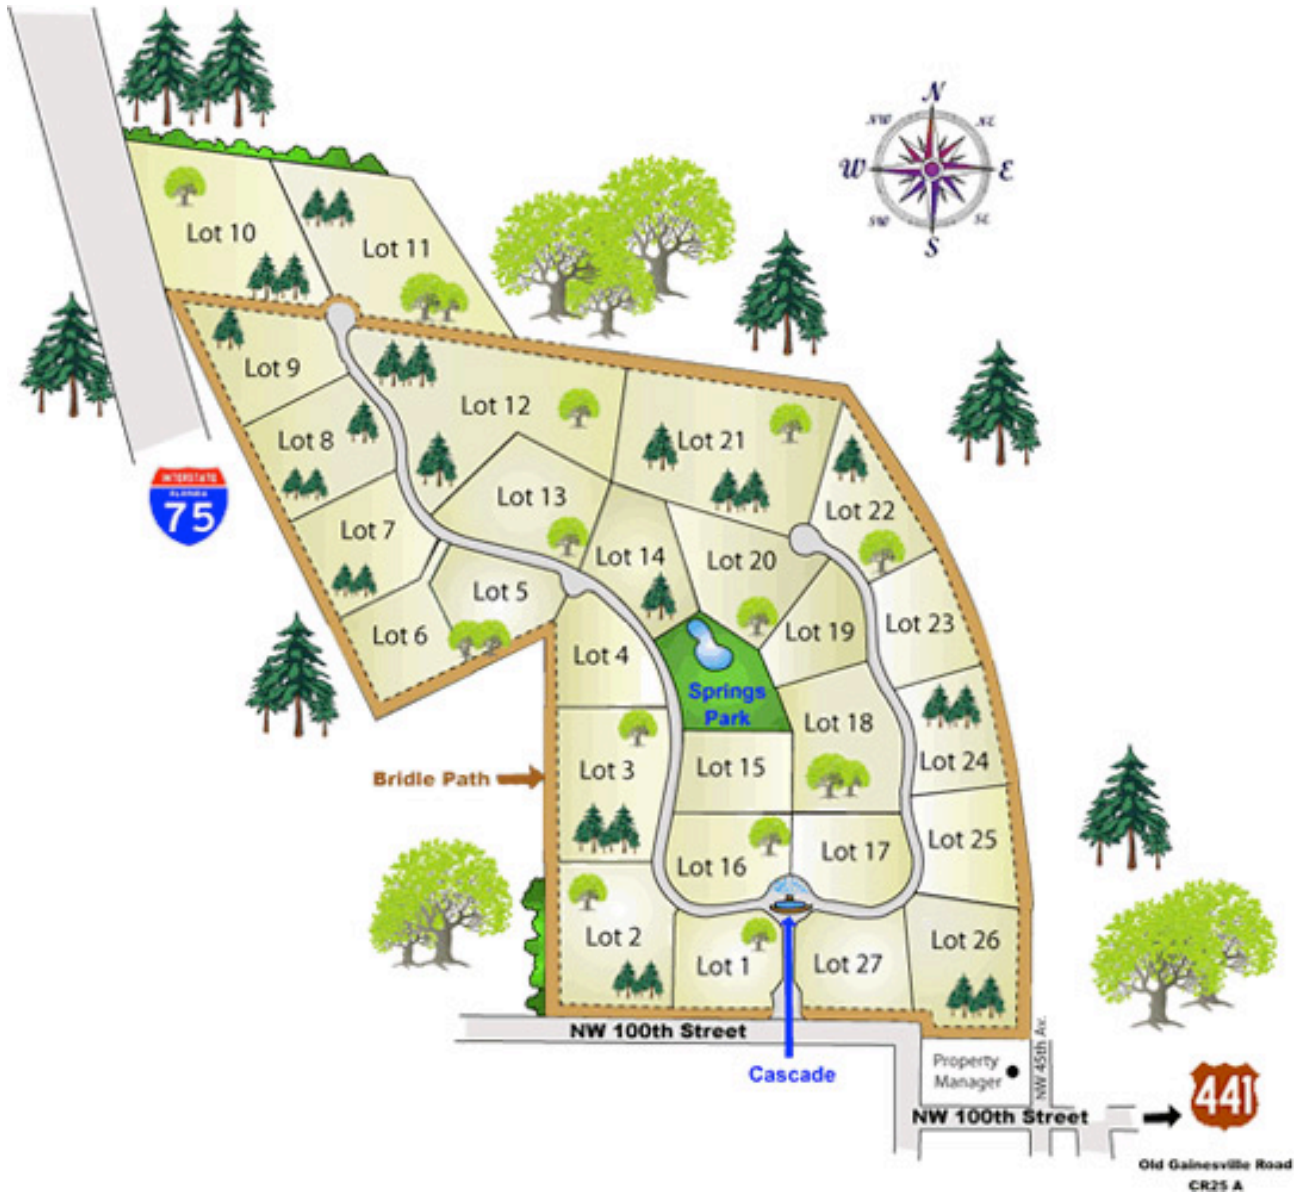 N
NW
NE
W
E
SW
SE
S
Lot 10
Lot 11
Lot 9
Lot 12
Lot 8
Lot 21
Lot 13
Lot 22
INTERSTATE
75
Lot 7
Lot 14
Lot 20
Lot 5
Lot 23
Lot 6
Lot 19
Lot 4
Springs
Park
Lot 18
Lot 24
Lot 3
Lot 15
Bridle Path
Lot 25
Lot 16
Lot 17
Lot 2
Lot 1
Lot 27
Lot 26
NW 100th Street
NW 45th Av.
Property
Manager
Cascade
441
NW 100th Street
Old Gainesville Road
CR25 A